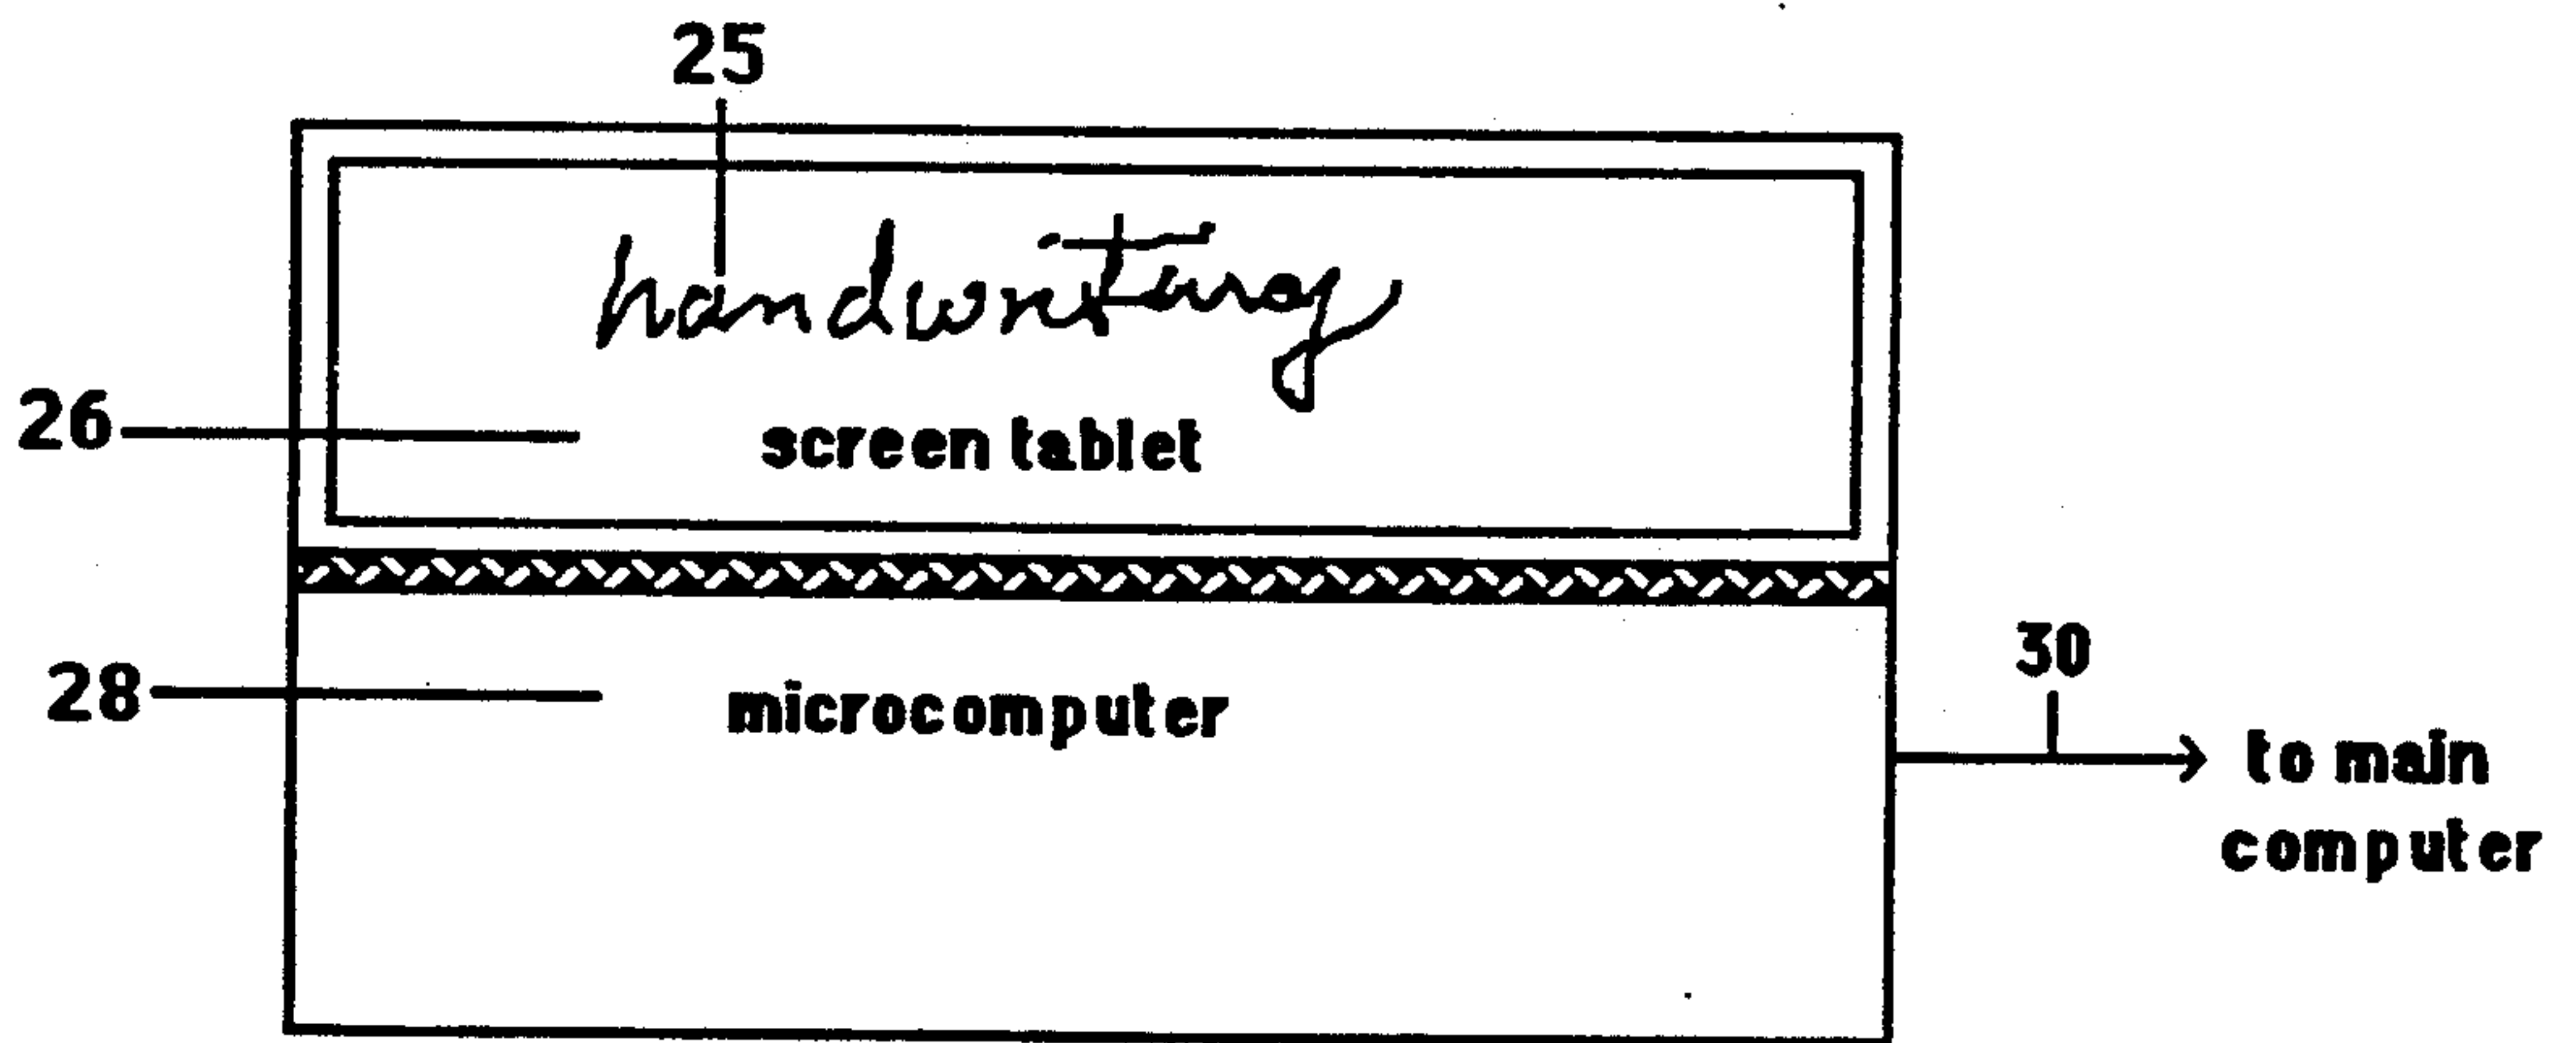 25
handwriting
26
screen tablet
28
microcomputer
30
to main
computer